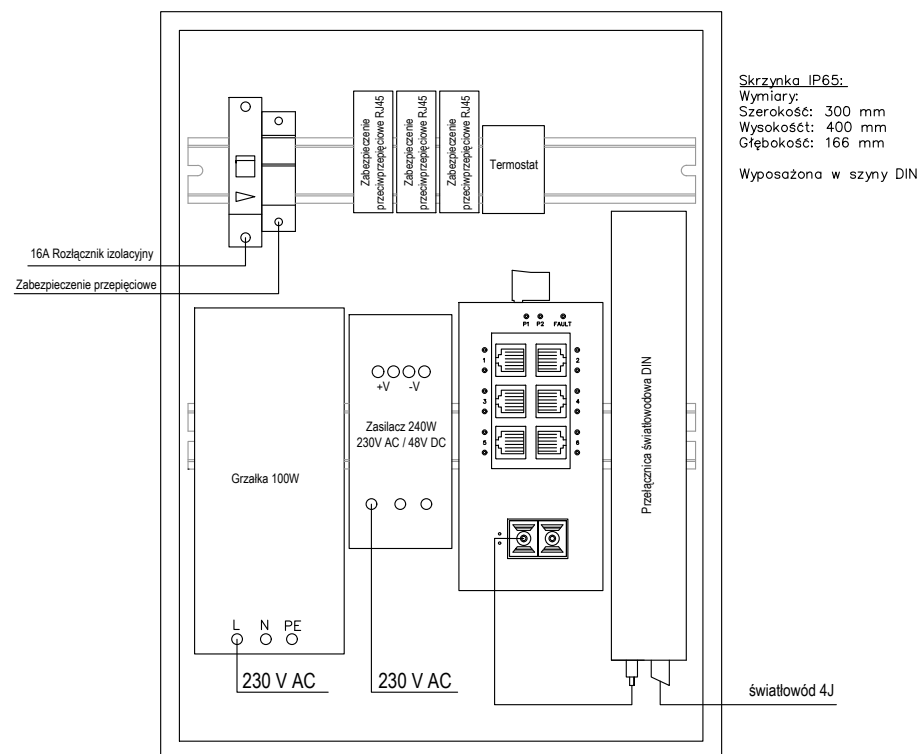 Skrzynka IP65:
Wymiary:
Szerokość: 300 mm
Wysokośćt: 400 mm
Głębokość: 166 mm
Wyposażona w szyny DIN
Zabezpieczenie
przeciwprzepięciowe RJ45
Zabezpieczenie
przeciwprzepięciowe RJ45
Zabezpieczenie
przeciwprzepięciowe RJ45
Termostat
16A Rozłącznik izolacyjny
Zabezpieczenie przepięciowe
P1 P2 FAULT
1 2
3 4
5 6
+V -V
Zasilacz 240W
230V AC / 48V DC
Grzałka 100W
Przełącznica światłowodowa DIN
L N PE
230 V AC
230 V AC
światłowód 4J